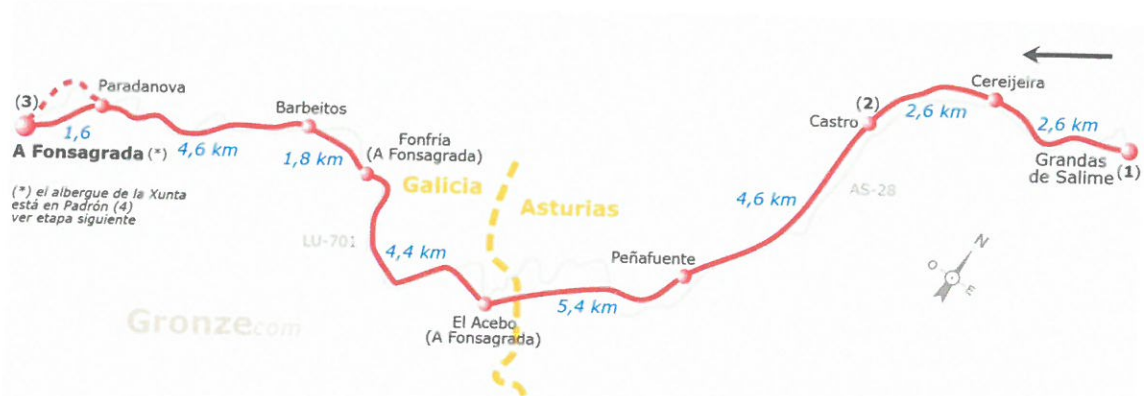 Paradanova
(3)
1,6
A Fonsagrada (*)
4,6 km
Barbeitos
1,8 km
Fonfría
(A Fonsagrada)
(*) el albergue de la Xunta
está en Padrón (4)
ver etapa siguiente
LU-701
4,4 km
Galicia
Asturias
El Acebo
(A Fonsagrada)
5,4 km
Peñafuente
4,6 km
AS-28
Castro
(2)
2,6 km
Cereijeira
2,6 km
Grandas
de Salime (1)
N
O
E
Gronze.com